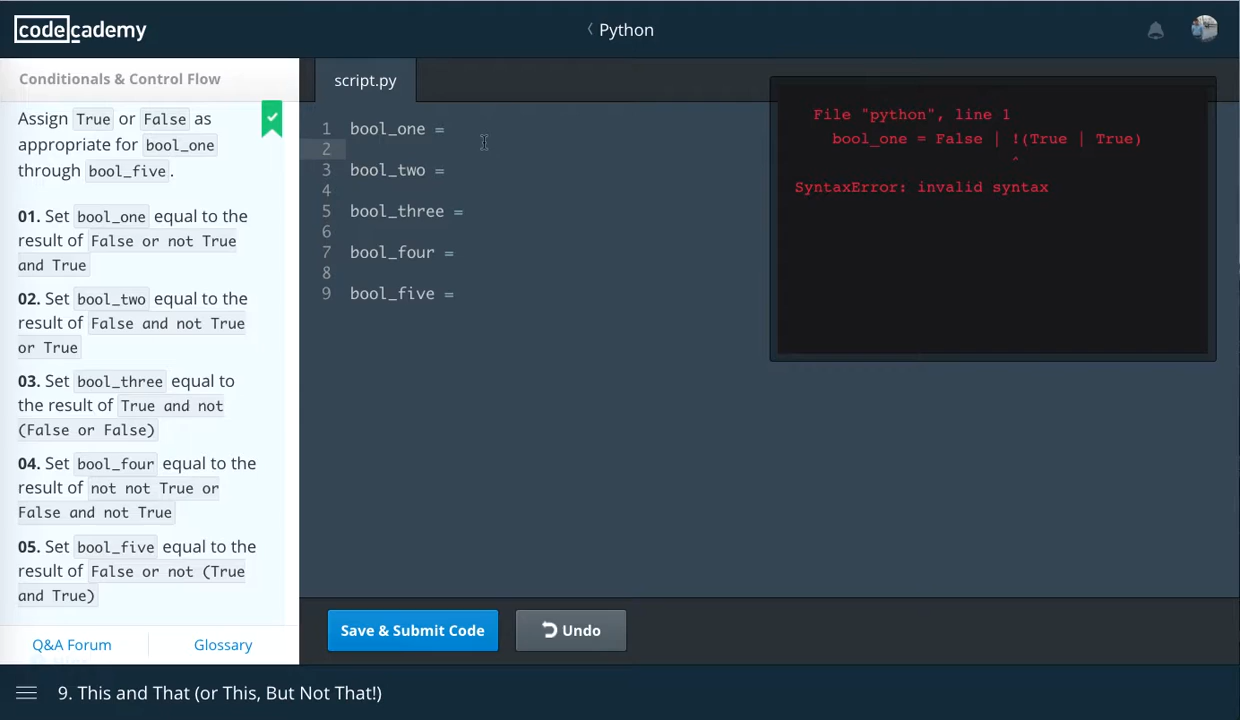 codecademy
Python
Conditionals & Control Flow
Assign True or False as
appropriate for bool_one
through bool_five.
01. Set bool_one equal to the
result of False or not True
and True
02. Set bool_two equal to the
result of False and not True
or True
03. Set bool_three equal to
the result of True and not
(False or False)
04. Set bool_four equal to the
result of not not True or
False and not True
05. Set bool_five equal to the
result of False or not (True
and True)
Q&A Forum
Glossary
script.py
1 bool_one =
2
3 bool_two =
4
5 bool_three =
6
7 bool_four =
8
9 bool_five =
File "python", line 1
bool_one = False | !(True | True)
^
SyntaxError: invalid syntax
Save & Submit Code
Undo
9. This and That (or This, But Not That!)